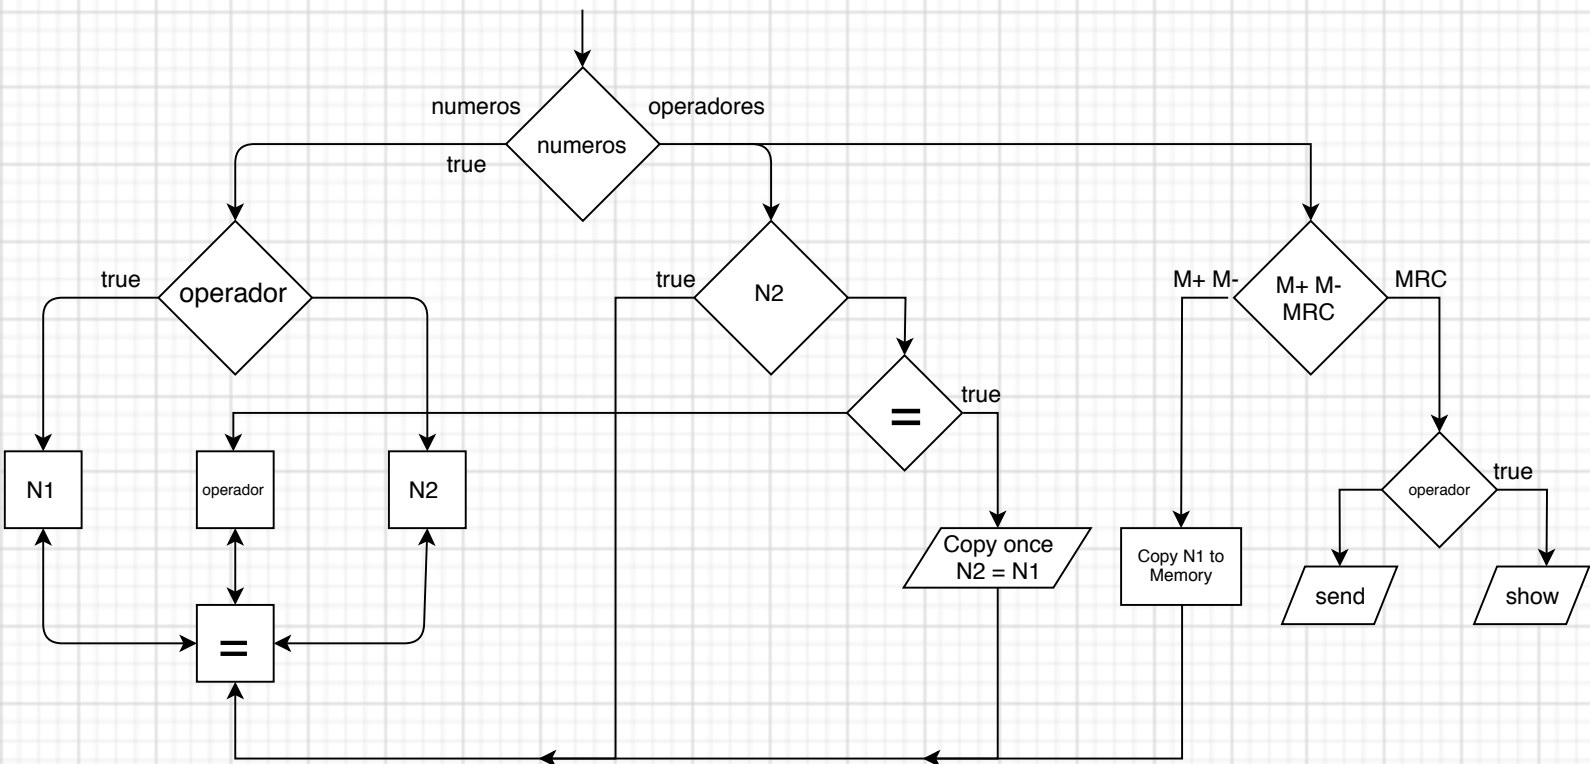 numeros
operadores
numeros
true
true
operador
true
N2
M+ M-
M+ M-
MRC
MRC
true
=
true
N1
operador
N2
operador
Copy once
N2 = N1
Copy N1 to
Memory
send
show
=